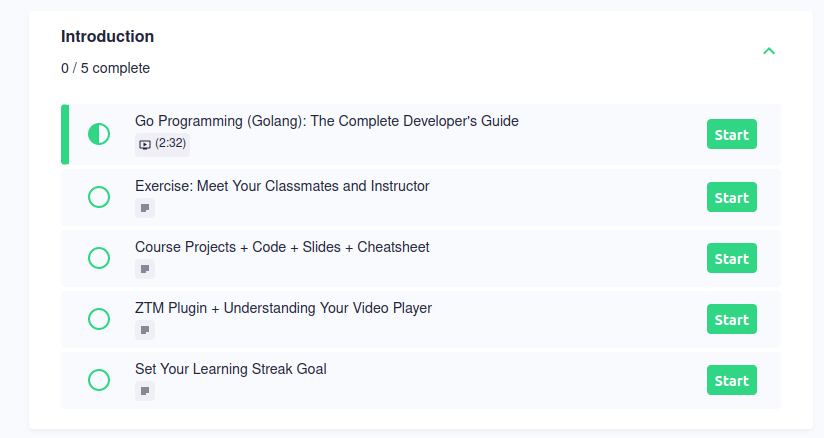 Introduction
0 / 5 complete
Go Programming (Golang): The Complete Developer's Guide
(2:32)
Start
Exercise: Meet Your Classmates and Instructor
Start
Course Projects + Code + Slides + Cheatsheet
Start
ZTM Plugin + Understanding Your Video Player
Start
Set Your Learning Streak Goal
Start